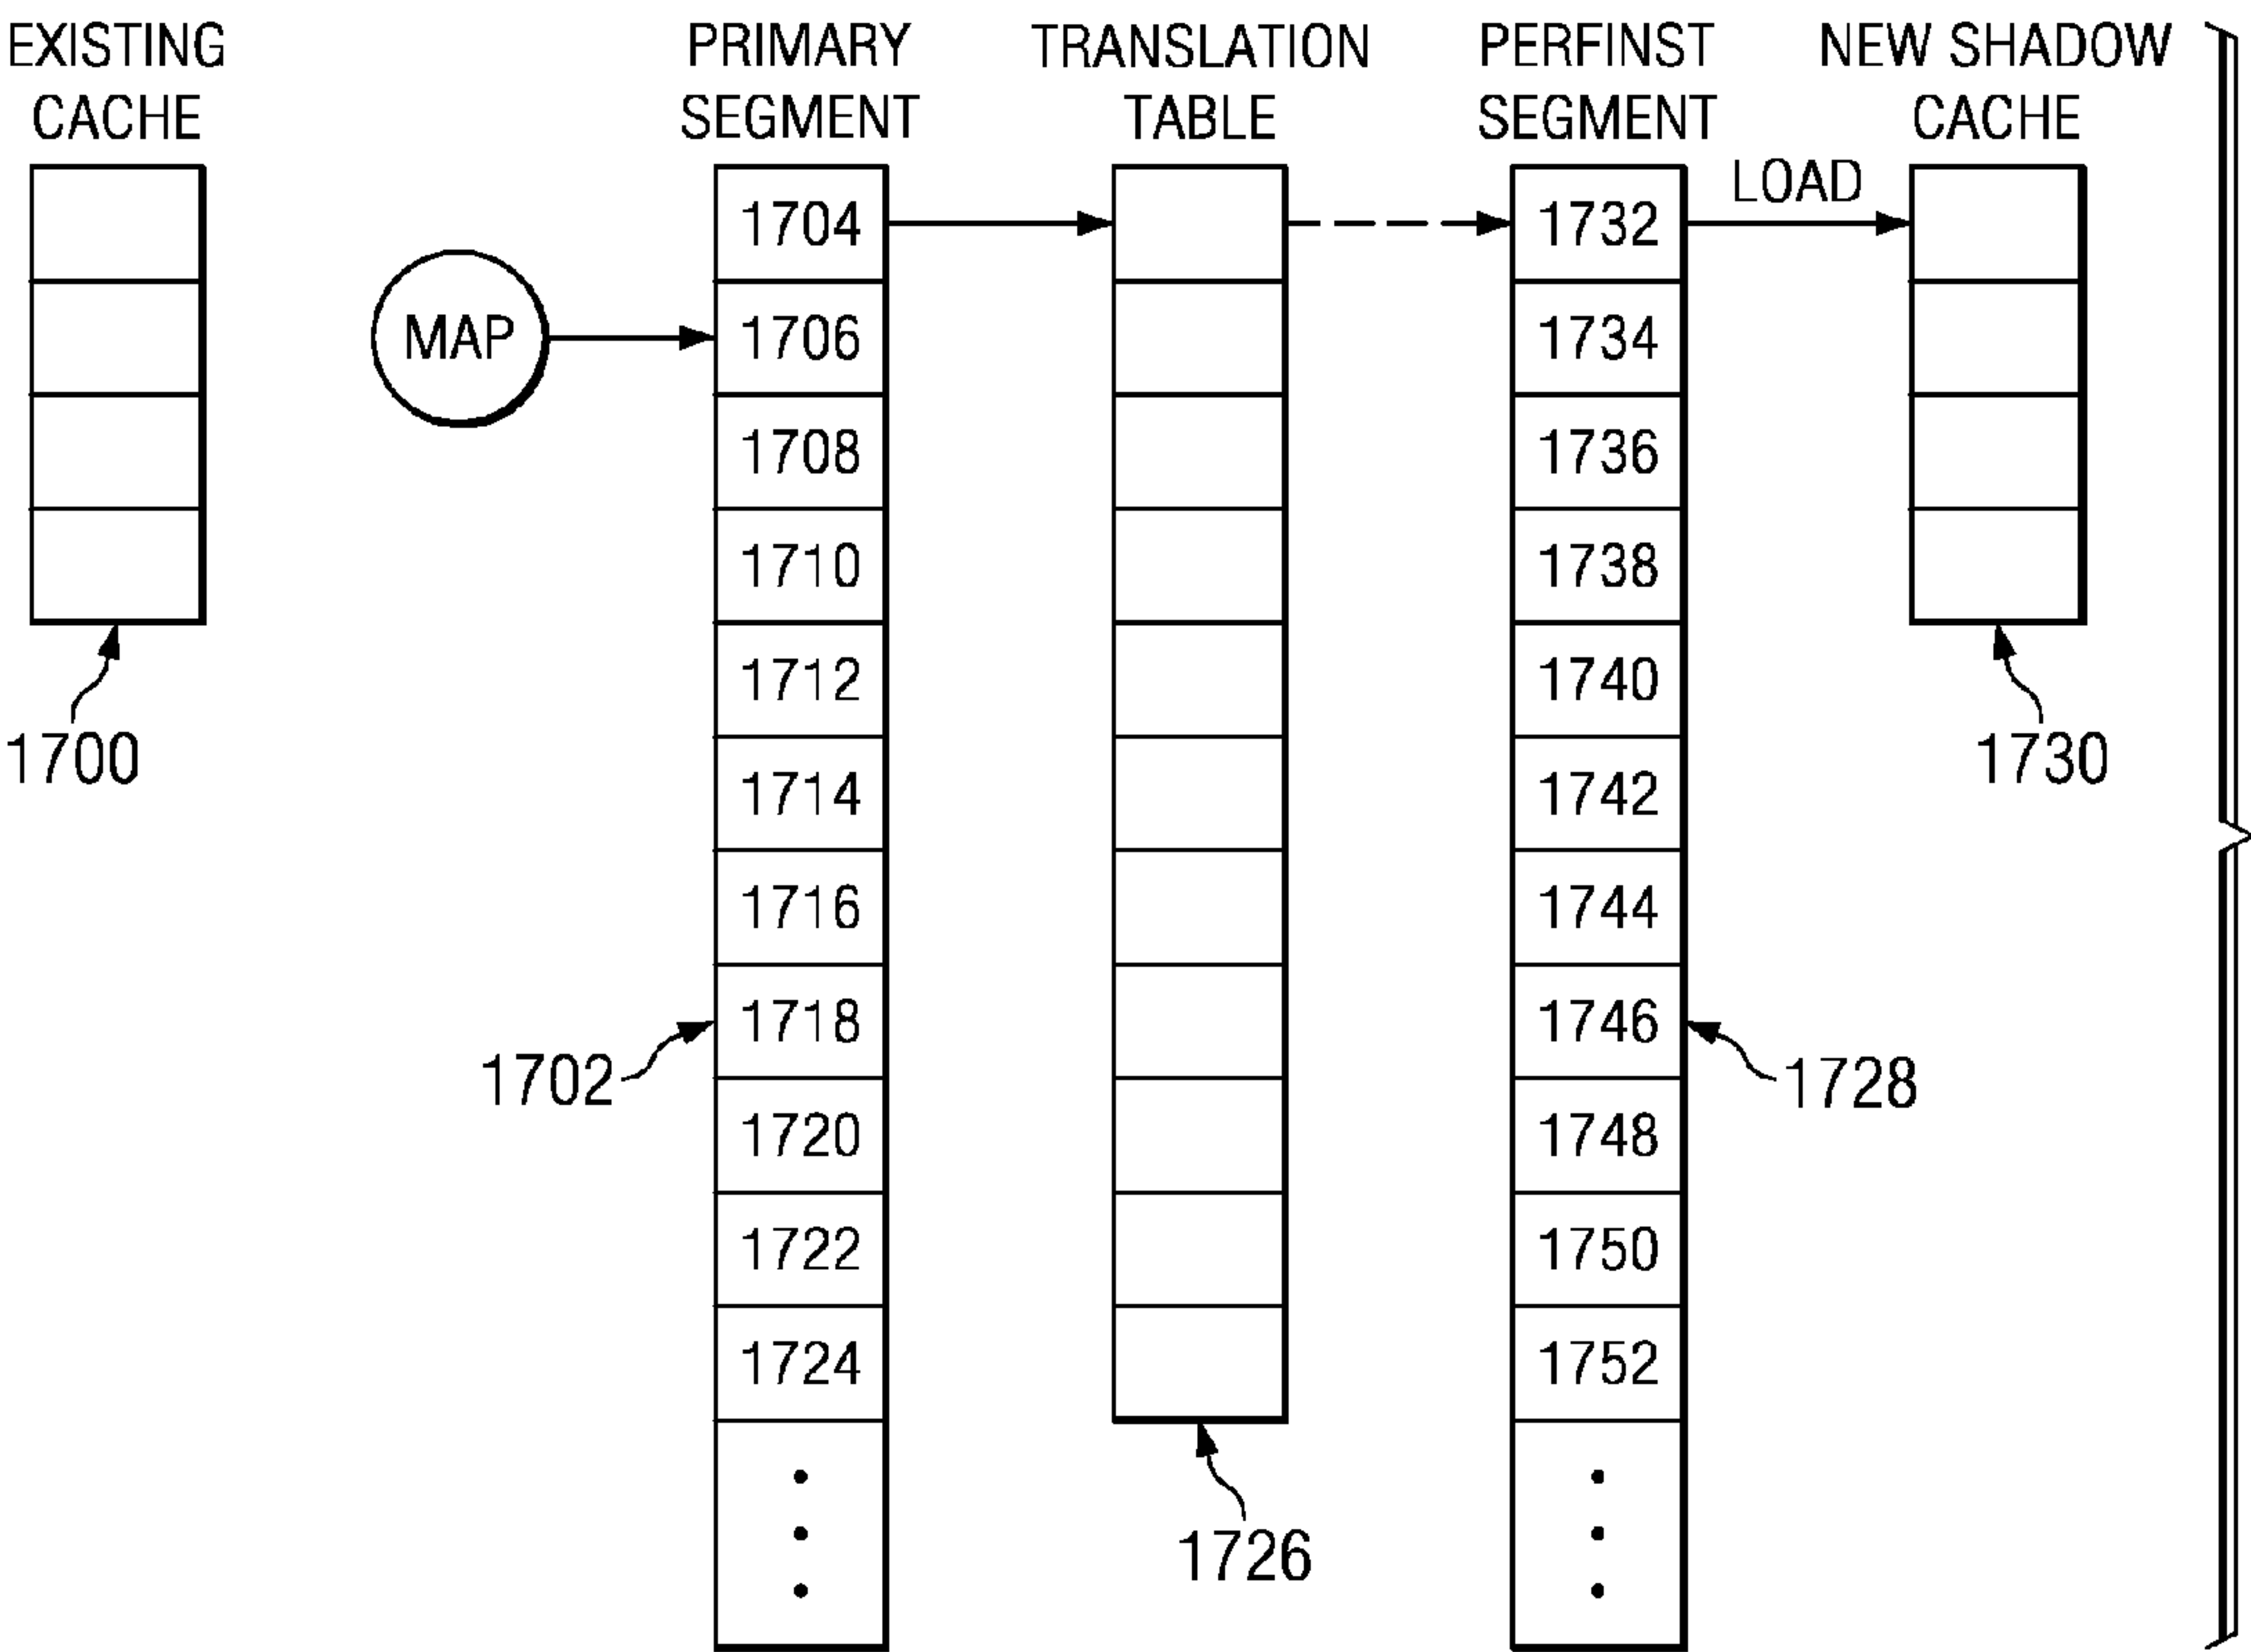 EXISTING
CACHE
PRIMARY
SEGMENT
TRANSLATION
TABLE
PERFINST
SEGMENT
NEW SHADOW
CACHE
LOAD
MAP
1704
1706
1708
1710
1712
1714
1716
1718
1720
1722
1724
1732
1734
1736
1738
1740
1742
1744
1746
1748
1750
1752
1700
1730
1702
1728
1726